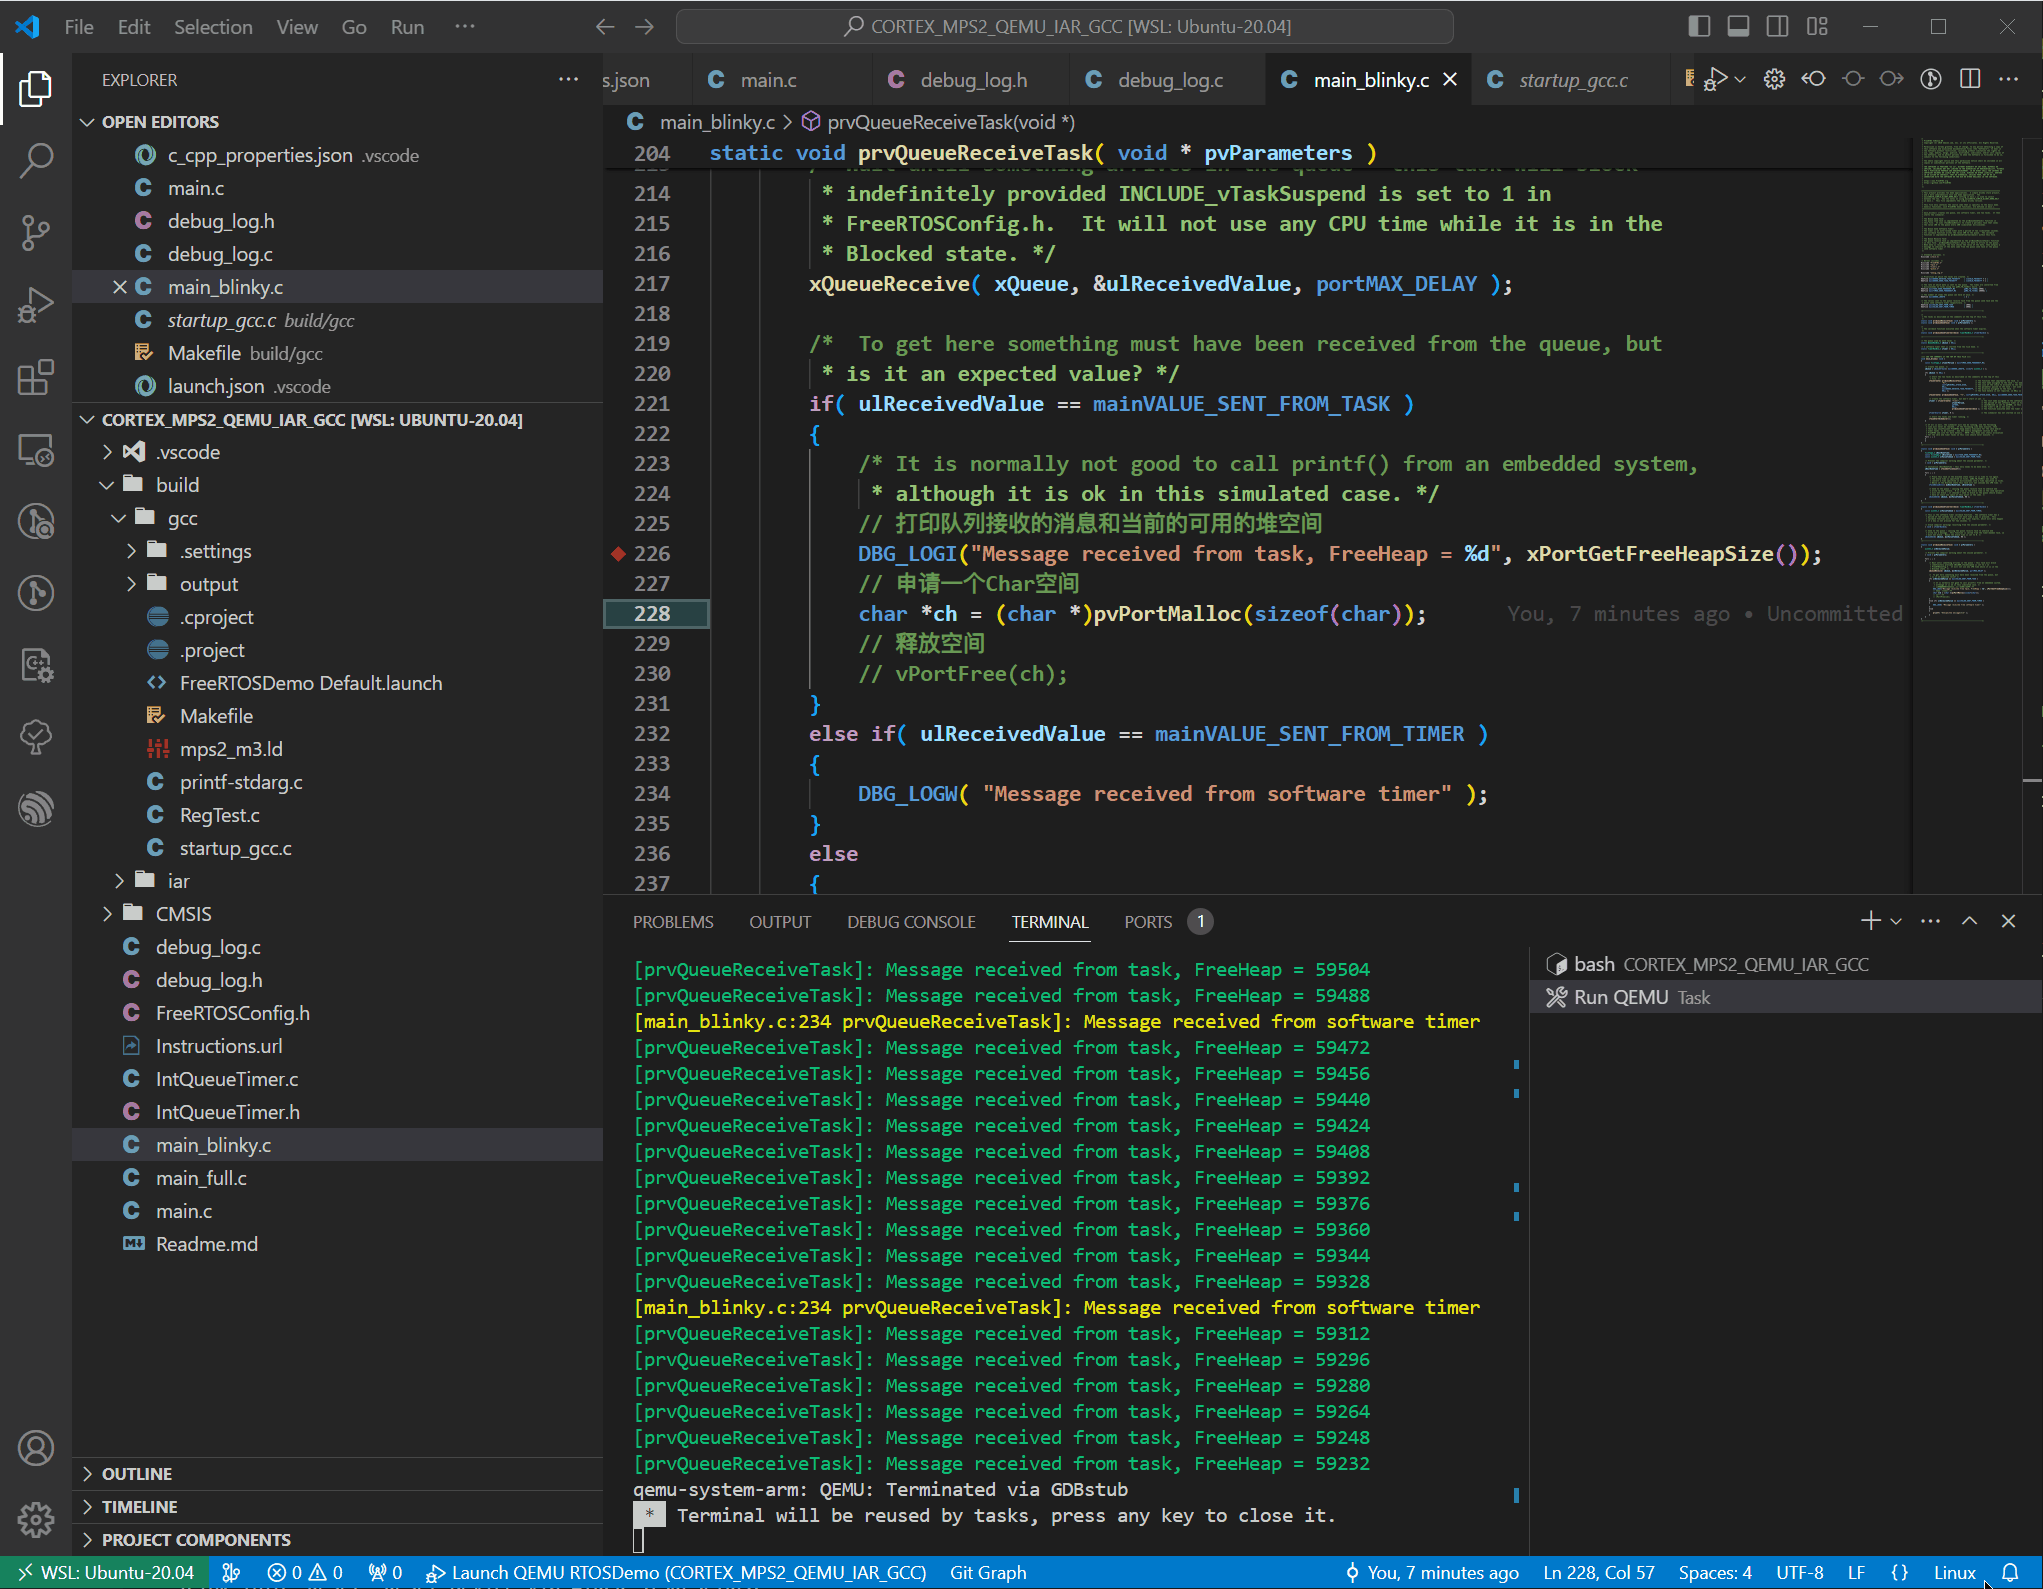 File Edit Selection View Go Run ··· CORTEX_MPS2_QEMU_IAR_GCC [WSL: Ubuntu-20.04]
EXPLORER
OPEN EDITORS
c_cpp_properties.json .vscode
main.c
debug_log.h
debug_log.c
main_blinky.c
startup_gcc.c build/gcc
Makefile build/gcc
launch.json .vscode
CORTEX_MPS2_QEMU_IAR_GCC [WSL: UBUNTU-20.04]
.vscode
build
gcc
.settings
output
.cproject
.project
FreeRTOSDemo Default.launch
Makefile
mps2_m3.ld
printf-stdarg.c
RegTest.c
startup_gcc.c
iar
CMSIS
debug_log.c
debug_log.h
FreeRTOSConfig.h
Instructions.url
IntQueueTimer.c
IntQueueTimer.h
main_blinky.c
main_full.c
main.c
Readme.md
OUTLINE
TIMELINE
PROJECT COMPONENTS
s.json main.c debug_log.h debug_log.c main_blinky.c startup_gcc.c
main_blinky.c > prvQueueReceiveTask(void *)
204 static void prvQueueReceiveTask( void * pvParameters )
214 * indefinitely provided INCLUDE_vTaskSuspend is set to 1 in
215 * FreeRTOSConfig.h.  It will not use any CPU time while it is in the
216 * Blocked state. */
217 xQueueReceive( xQueue, &ulReceivedValue, portMAX_DELAY );
218
219 /*  To get here something must have been received from the queue, but
220 * is it an expected value? */
221 if( ulReceivedValue == mainVALUE_SENT_FROM_TASK )
222 {
223 /* It is normally not good to call printf() from an embedded system,
224 * although it is ok in this simulated case. */
225 // 打印队列接收的消息和当前的可用的堆空间
226 DBG_LOGI("Message received from task, FreeHeap = %d", xPortGetFreeHeapSize());
227 // 申请一个Char空间
228 char *ch = (char *)pvPortMalloc(sizeof(char)); You, 7 minutes ago • Uncommitted
229 // 释放空间
230 // vPortFree(ch);
231 }
232 else if( ulReceivedValue == mainVALUE_SENT_FROM_TIMER )
233 {
234 DBG_LOGW( "Message received from software timer" );
235 }
236 else
237 {
PROBLEMS OUTPUT DEBUG CONSOLE TERMINAL PORTS 1
[prvQueueReceiveTask]: Message received from task, FreeHeap = 59504
[prvQueueReceiveTask]: Message received from task, FreeHeap = 59488
[main_blinky.c:234 prvQueueReceiveTask]: Message received from software timer
[prvQueueReceiveTask]: Message received from task, FreeHeap = 59472
[prvQueueReceiveTask]: Message received from task, FreeHeap = 59456
[prvQueueReceiveTask]: Message received from task, FreeHeap = 59440
[prvQueueReceiveTask]: Message received from task, FreeHeap = 59424
[prvQueueReceiveTask]: Message received from task, FreeHeap = 59408
[prvQueueReceiveTask]: Message received from task, FreeHeap = 59392
[prvQueueReceiveTask]: Message received from task, FreeHeap = 59376
[prvQueueReceiveTask]: Message received from task, FreeHeap = 59360
[prvQueueReceiveTask]: Message received from task, FreeHeap = 59344
[prvQueueReceiveTask]: Message received from task, FreeHeap = 59328
[main_blinky.c:234 prvQueueReceiveTask]: Message received from software timer
[prvQueueReceiveTask]: Message received from task, FreeHeap = 59312
[prvQueueReceiveTask]: Message received from task, FreeHeap = 59296
[prvQueueReceiveTask]: Message received from task, FreeHeap = 59280
[prvQueueReceiveTask]: Message received from task, FreeHeap = 59264
[prvQueueReceiveTask]: Message received from task, FreeHeap = 59248
[prvQueueReceiveTask]: Message received from task, FreeHeap = 59232
qemu-system-arm: QEMU: Terminated via GDBstub
* Terminal will be reused by tasks, press any key to close it.
bash CORTEX_MPS2_QEMU_IAR_GCC
Run QEMU Task
WSL: Ubuntu-20.04 0 0 0 Launch QEMU RTOSDemo (CORTEX_MPS2_QEMU_IAR_GCC) Git Graph You, 7 minutes ago Ln 228, Col 57 Spaces: 4 UTF-8 LF {} Linux